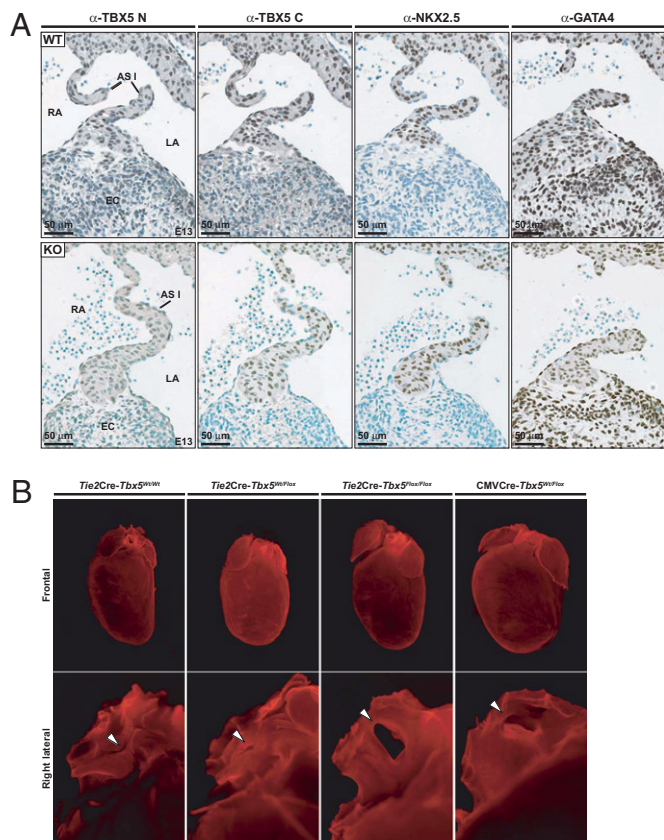 A
α-TBX5 N α-TBX5 C α-NKX2.5 α-GATA4
WT
AS I
RA
LA
EC
E13
50 µm 50 µm 50 µm 50 µm
KO
AS I
RA
LA
EC
E13
50 µm 50 µm 50 µm 50 µm
B
Tie2Cre-Tbx5Wt/Wt Tie2Cre-Tbx5Wt/Flox Tie2Cre-Tbx5Flox/Flox CMVCre-Tbx5Wt/Flox
Frontal
Right lateral